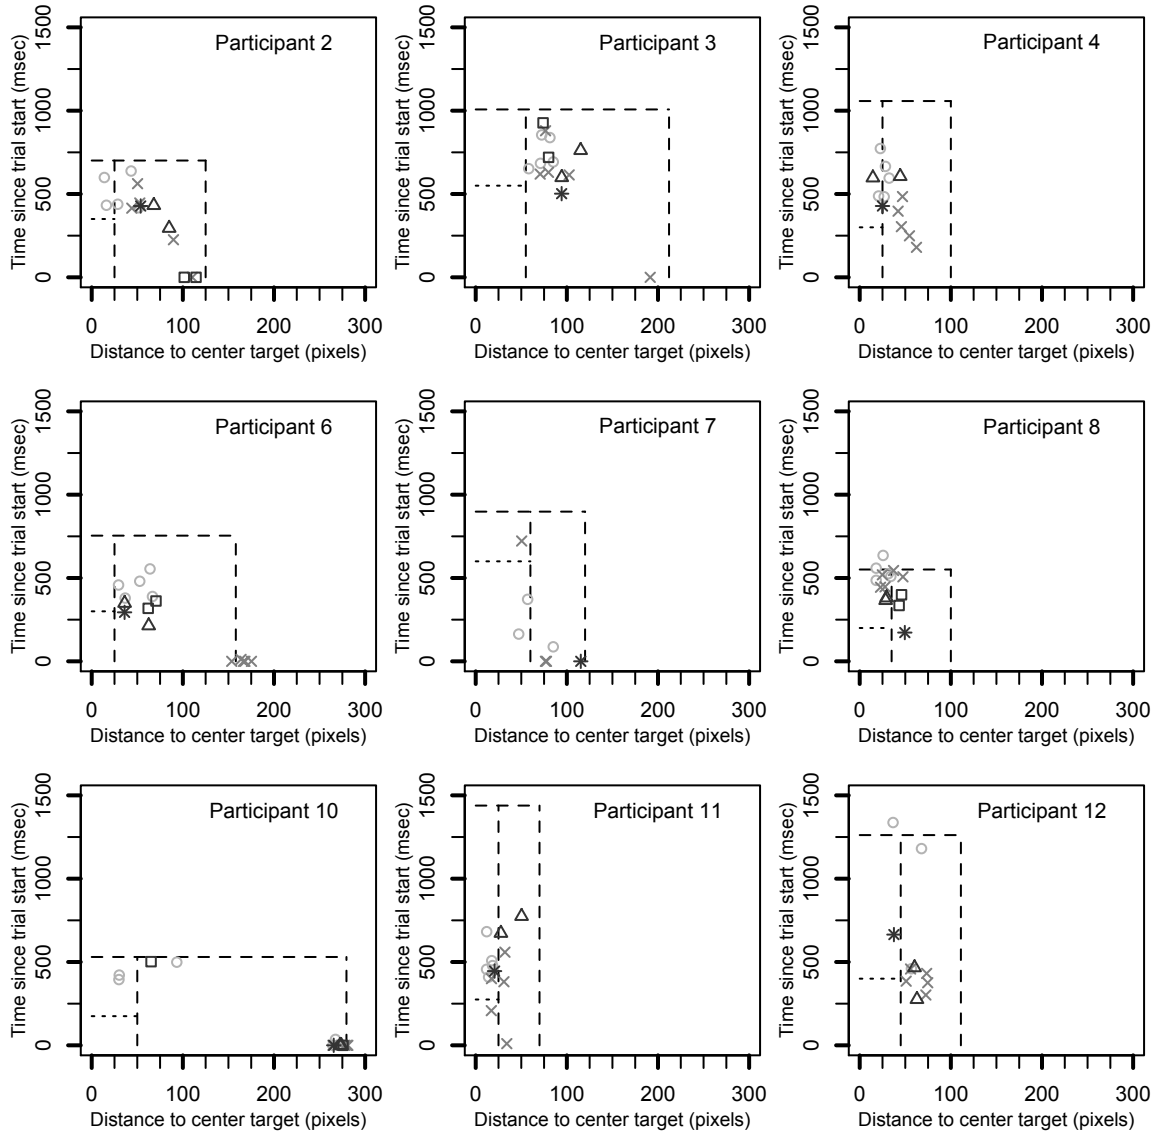 Participant 2
Time since trial start (msec)
0 500 1000 1500
0 100 200 300
Distance to center target (pixels)
Participant 3
Time since trial start (msec)
0 500 1000 1500
0 100 200 300
Distance to center target (pixels)
Participant 4
Time since trial start (msec)
0 500 1000 1500
0 100 200 300
Distance to center target (pixels)
Participant 6
Time since trial start (msec)
0 500 1000 1500
0 100 200 300
Distance to center target (pixels)
Participant 7
Time since trial start (msec)
0 500 1000 1500
0 100 200 300
Distance to center target (pixels)
Participant 8
Time since trial start (msec)
0 500 1000 1500
0 100 200 300
Distance to center target (pixels)
Participant 10
Time since trial start (msec)
0 500 1000 1500
0 100 200 300
Distance to center target (pixels)
Participant 11
Time since trial start (msec)
0 500 1000 1500
0 100 200 300
Distance to center target (pixels)
Participant 12
Time since trial start (msec)
0 500 1000 1500
0 100 200 300
Distance to center target (pixels)